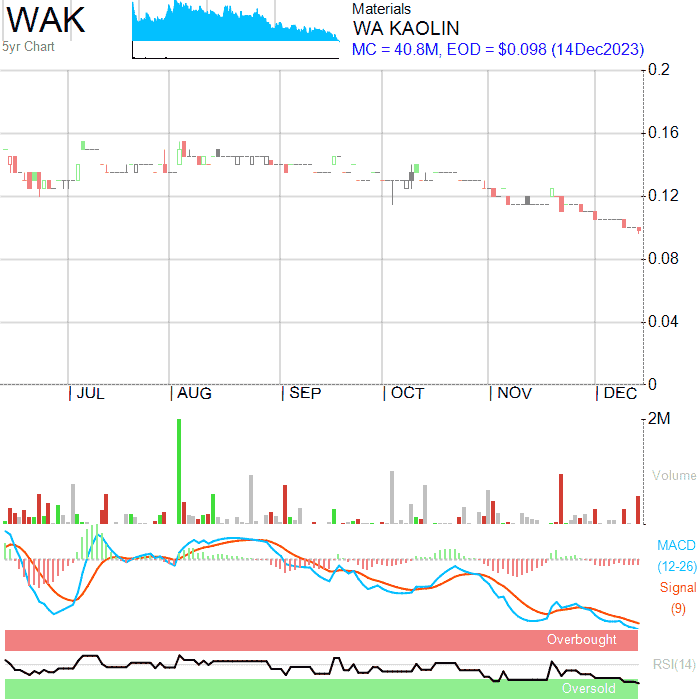 WAK
5yr Chart
Materials
WA KAOLIN
MC = 40.8M, EOD = $0.098 (14Dec2023)
0.2
0.16
0.12
0.08
0.04
0
JUL AUG SEP OCT NOV DEC
2M
Volume
MACD
(12-26)
Signal
(9)
Overbought
RSI(14)
Oversold